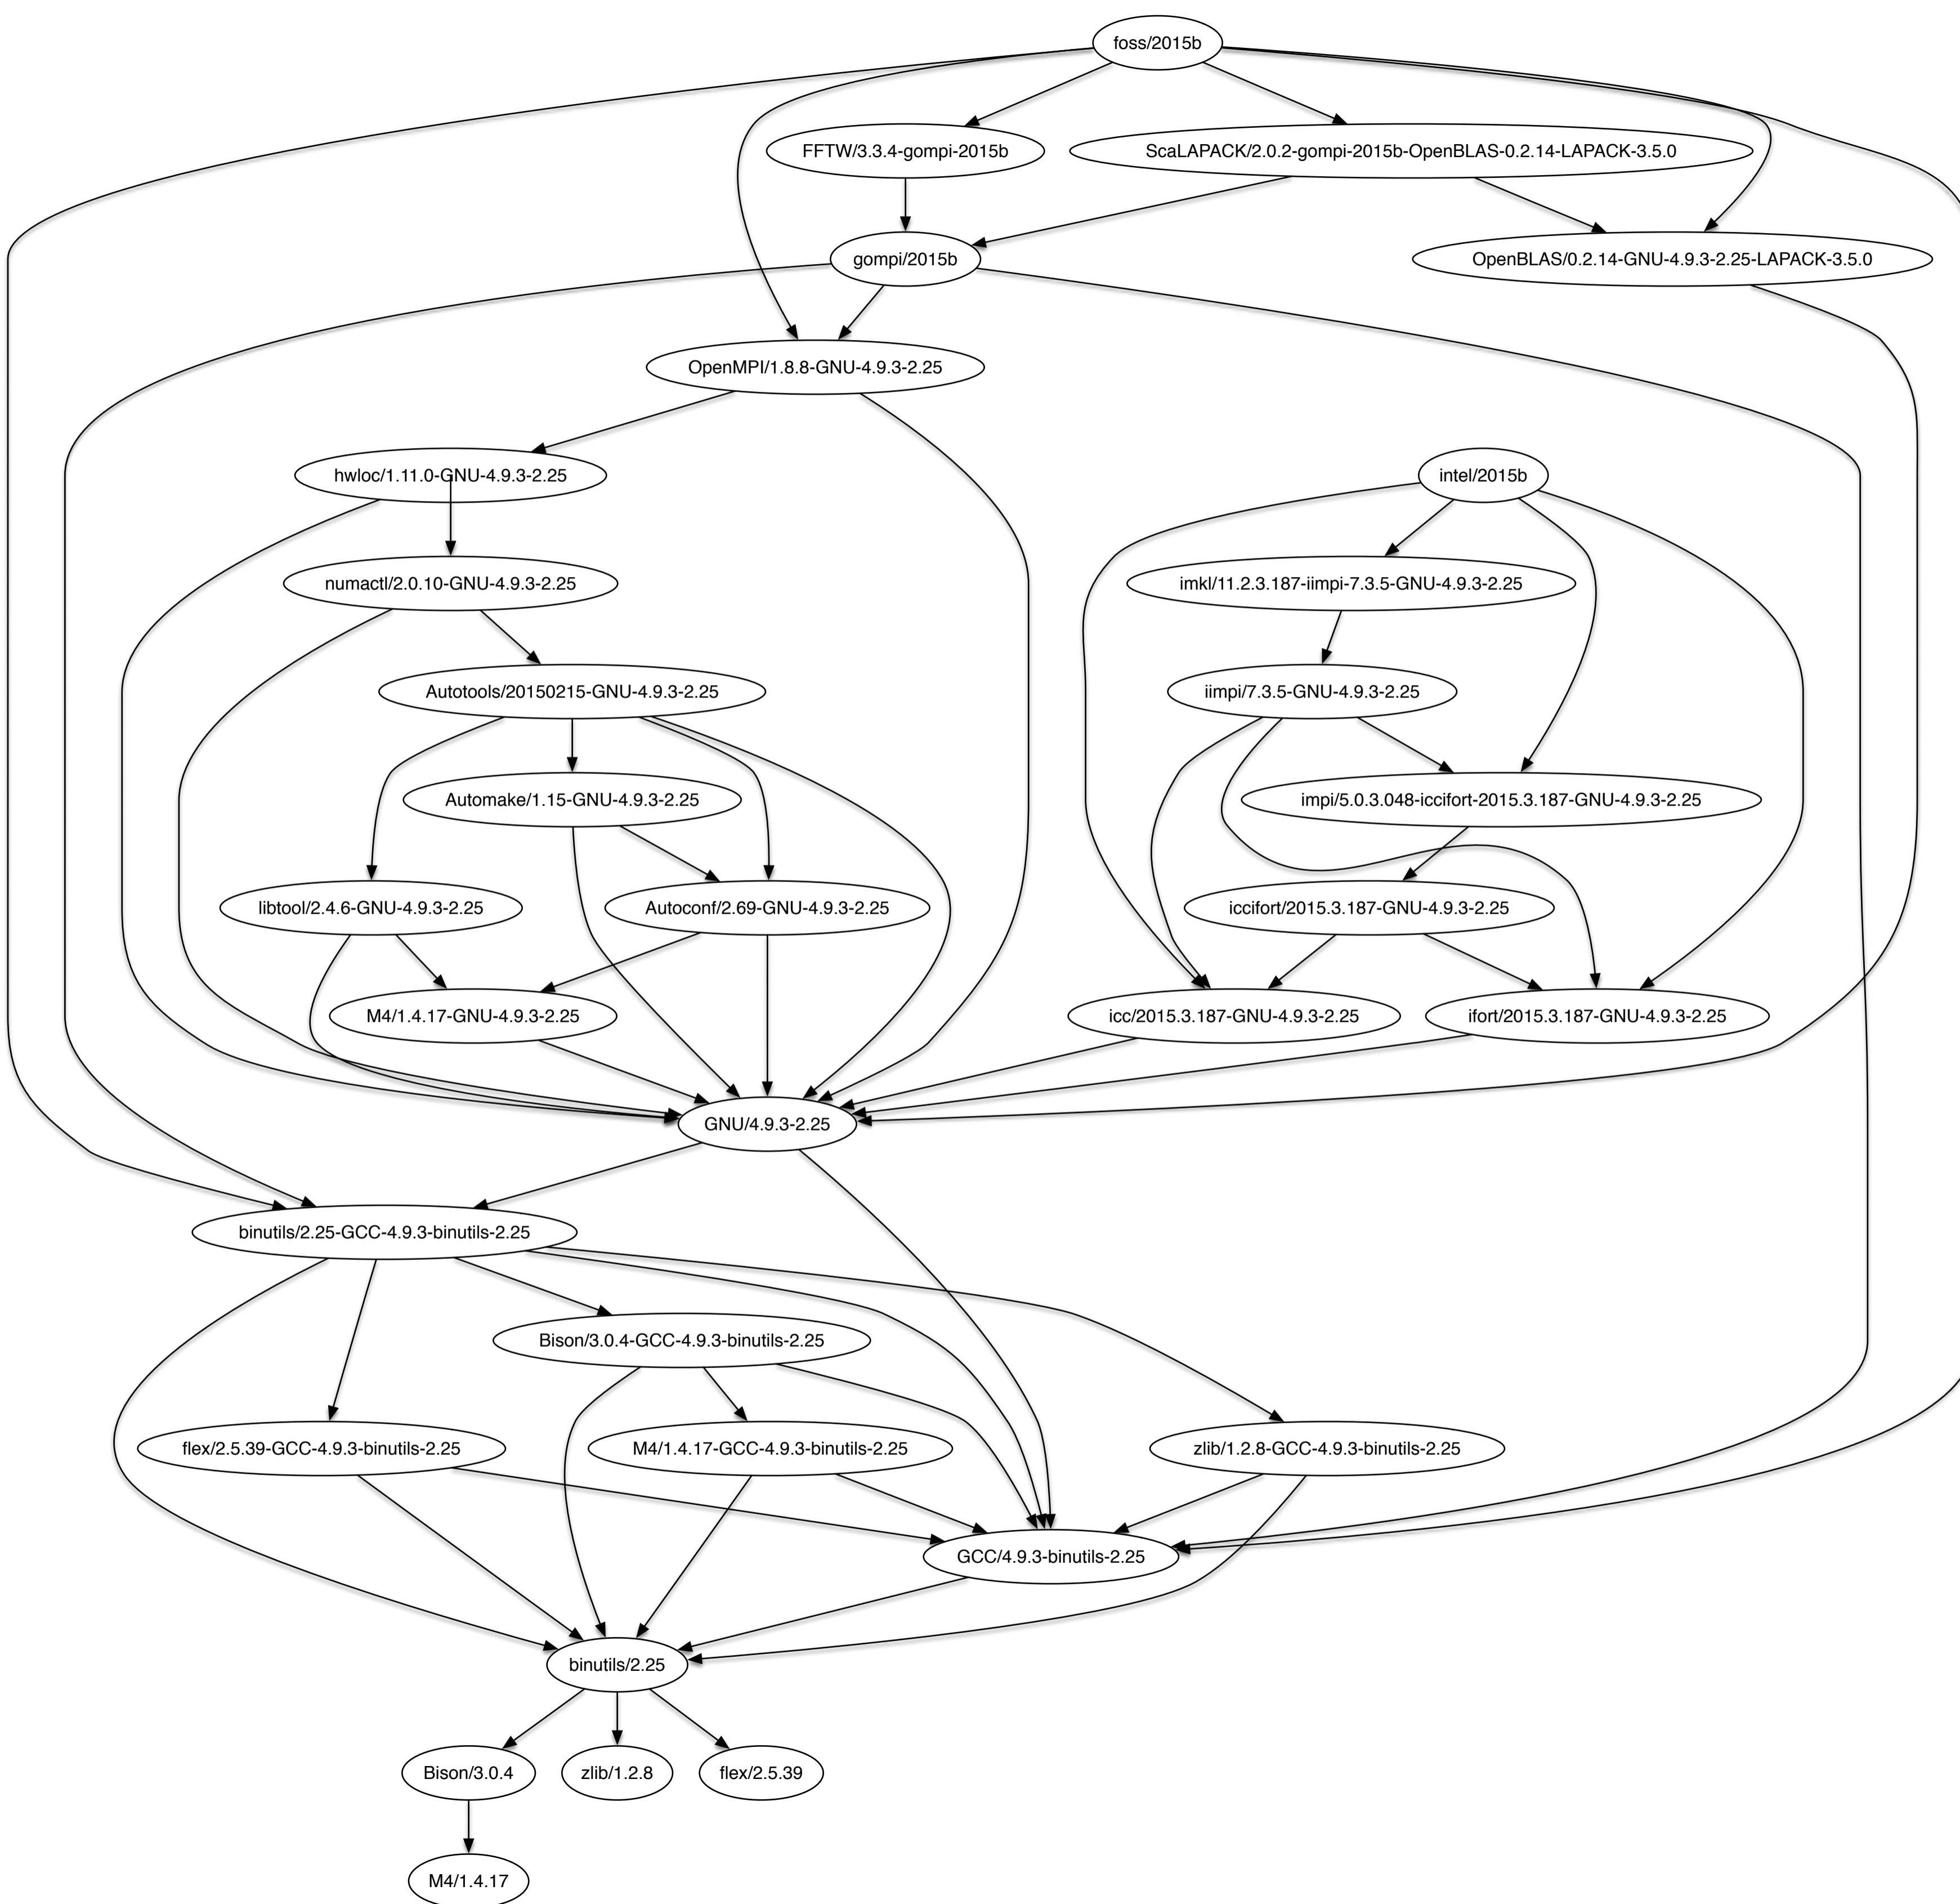 foss/2015b
FFTW/3.3.4-gompi-2015b
ScaLAPACK/2.0.2-gompi-2015b-OpenBLAS-0.2.14-LAPACK-3.5.0
gompi/2015b
OpenBLAS/0.2.14-GNU-4.9.3-2.25-LAPACK-3.5.0
OpenMPI/1.8.8-GNU-4.9.3-2.25
hwloc/1.11.0-GNU-4.9.3-2.25
intel/2015b
numactl/2.0.10-GNU-4.9.3-2.25
imkl/11.2.3.187-iimpi-7.3.5-GNU-4.9.3-2.25
Autotools/20150215-GNU-4.9.3-2.25
iimpi/7.3.5-GNU-4.9.3-2.25
Automake/1.15-GNU-4.9.3-2.25
impi/5.0.3.048-iccifort-2015.3.187-GNU-4.9.3-2.25
libtool/2.4.6-GNU-4.9.3-2.25
Autoconf/2.69-GNU-4.9.3-2.25
iccifort/2015.3.187-GNU-4.9.3-2.25
M4/1.4.17-GNU-4.9.3-2.25
icc/2015.3.187-GNU-4.9.3-2.25
ifort/2015.3.187-GNU-4.9.3-2.25
GNU/4.9.3-2.25
binutils/2.25-GCC-4.9.3-binutils-2.25
Bison/3.0.4-GCC-4.9.3-binutils-2.25
flex/2.5.39-GCC-4.9.3-binutils-2.25
M4/1.4.17-GCC-4.9.3-binutils-2.25
zlib/1.2.8-GCC-4.9.3-binutils-2.25
GCC/4.9.3-binutils-2.25
binutils/2.25
Bison/3.0.4
zlib/1.2.8
flex/2.5.39
M4/1.4.17